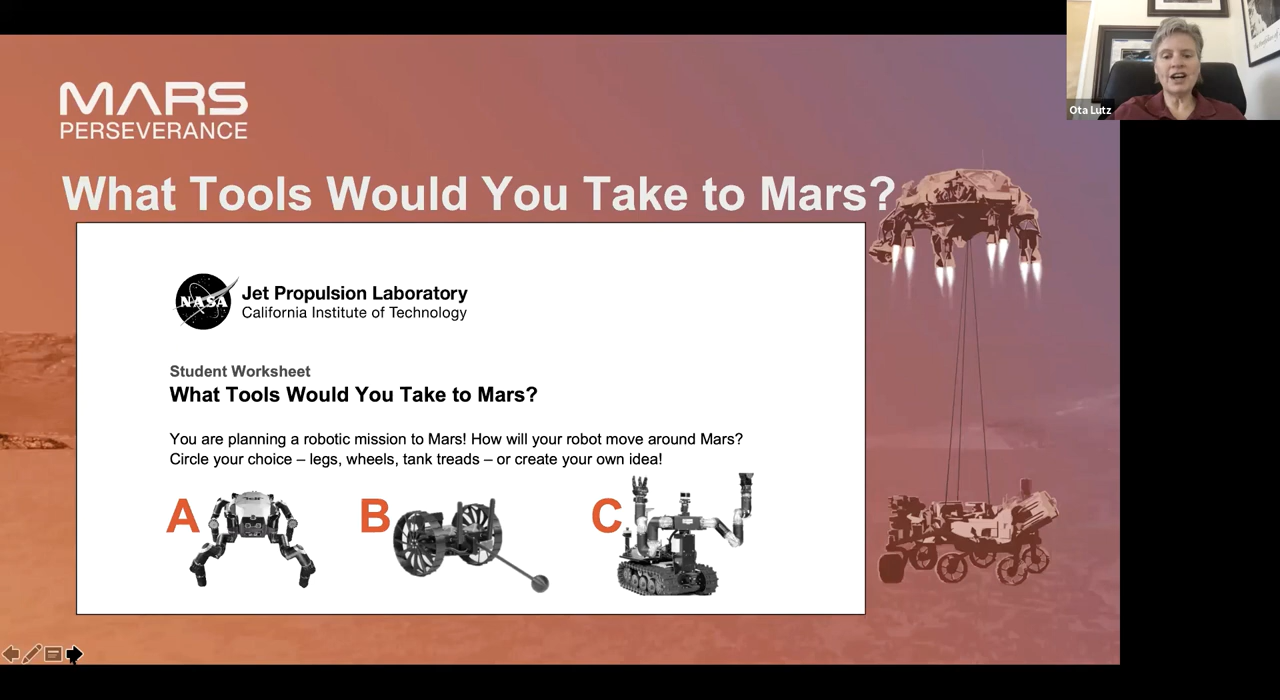 Ota Lutz
MARS
PERSEVERANCE
What Tools Would You Take to Mars?
NASA
Jet Propulsion Laboratory
California Institute of Technology
Student Worksheet
What Tools Would You Take to Mars?
You are planning a robotic mission to Mars! How will your robot move around Mars?
Circle your choice – legs, wheels, tank treads – or create your own idea!
A B C